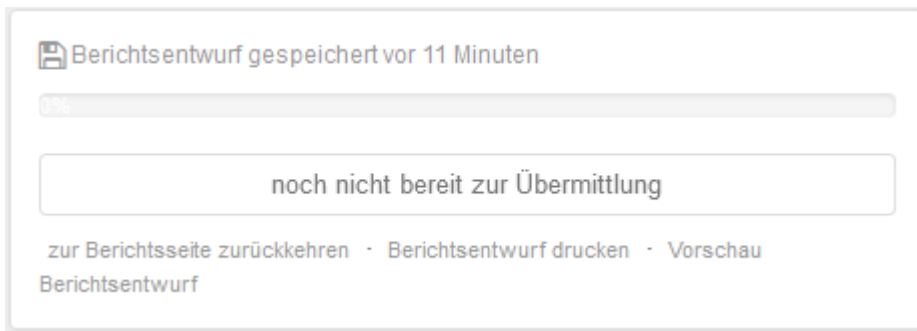 Berichtsentwurf gespeichert vor 11 Minuten
0%
noch nicht bereit zur Übermittlung
zur Berichtsseite zurückkehren · Berichtsentwurf drucken · Vorschau
Berichtsentwurf